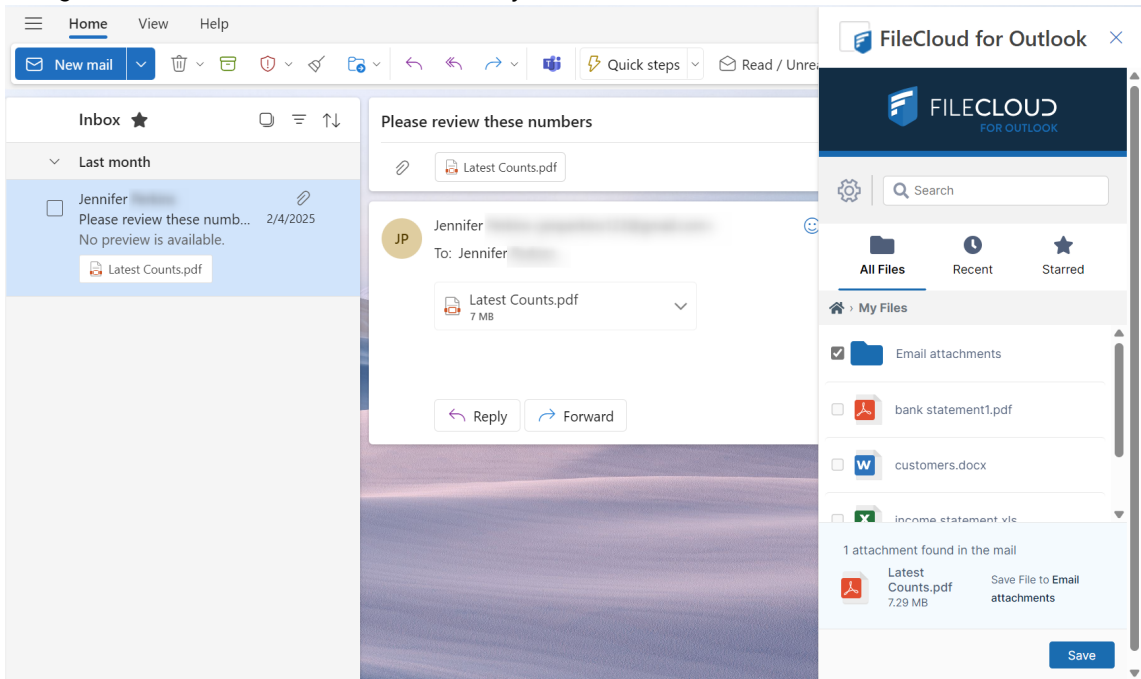 Home View Help
New mail
Quick steps
Read / Unre
Inbox
Last month
Jennifer
Please review these numb... 2/4/2025
No preview is available.
Latest Counts.pdf
Please review these numbers
Latest Counts.pdf
JP
Jennifer
To: Jennifer
Latest Counts.pdf
7 MB
Reply
Forward
FileCloud for Outlook
FILECLOUD
FOR OUTLOOK
Search
All Files Recent Starred
My Files
Email attachments
bank statement1.pdf
customers.docx
income statement.xls
1 attachment found in the mail
Latest
Counts.pdf
7.29 MB
Save File to Email
attachments
Save